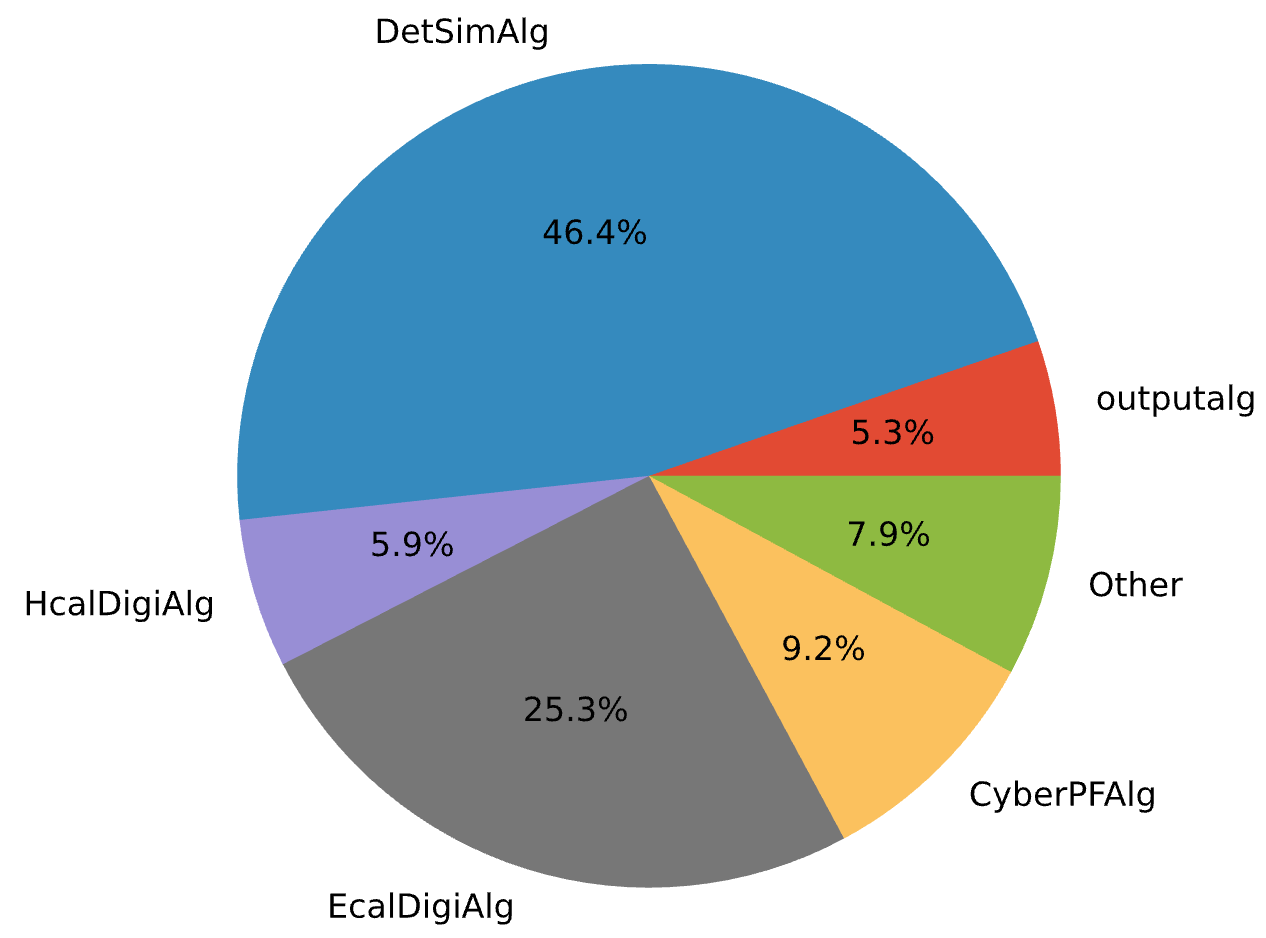 DetSimAlg
46.4%
outputalg
5.3%
5.9%
7.9%
HcalDigiAlg
Other
9.2%
25.3%
CyberPFAlg
EcalDigiAlg